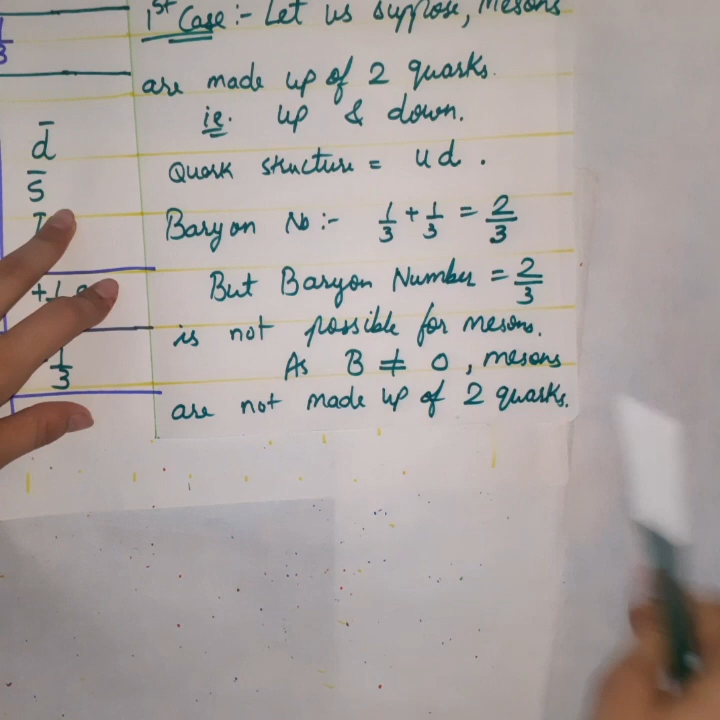 1st Case :- Let us suppose, mesons
are made up of 2 quarks.
ie. up & down.
Quark structure = ud.
Baryon No :- 1/3 + 1/3 = 2/3
But Baryon Number = 2/3
is not possible for mesons.
As B ≠ 0, mesons
are not made up of 2 quarks.
d̄
s̄
1/3